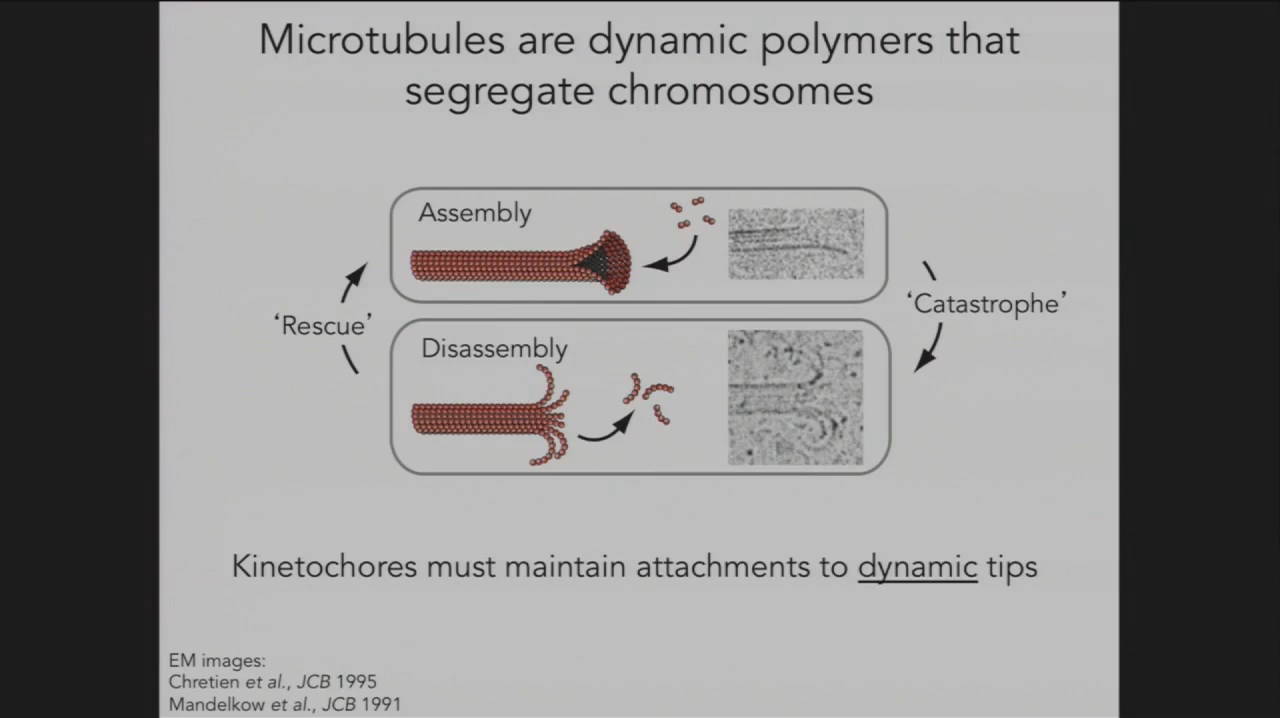 Microtubules are dynamic polymers that
segregate chromosomes
Assembly
'Rescue'
'Catastrophe'
Disassembly
Kinetochores must maintain attachments to dynamic tips
EM images:
Chretien et al., JCB 1995
Mandelkow et al., JCB 1991